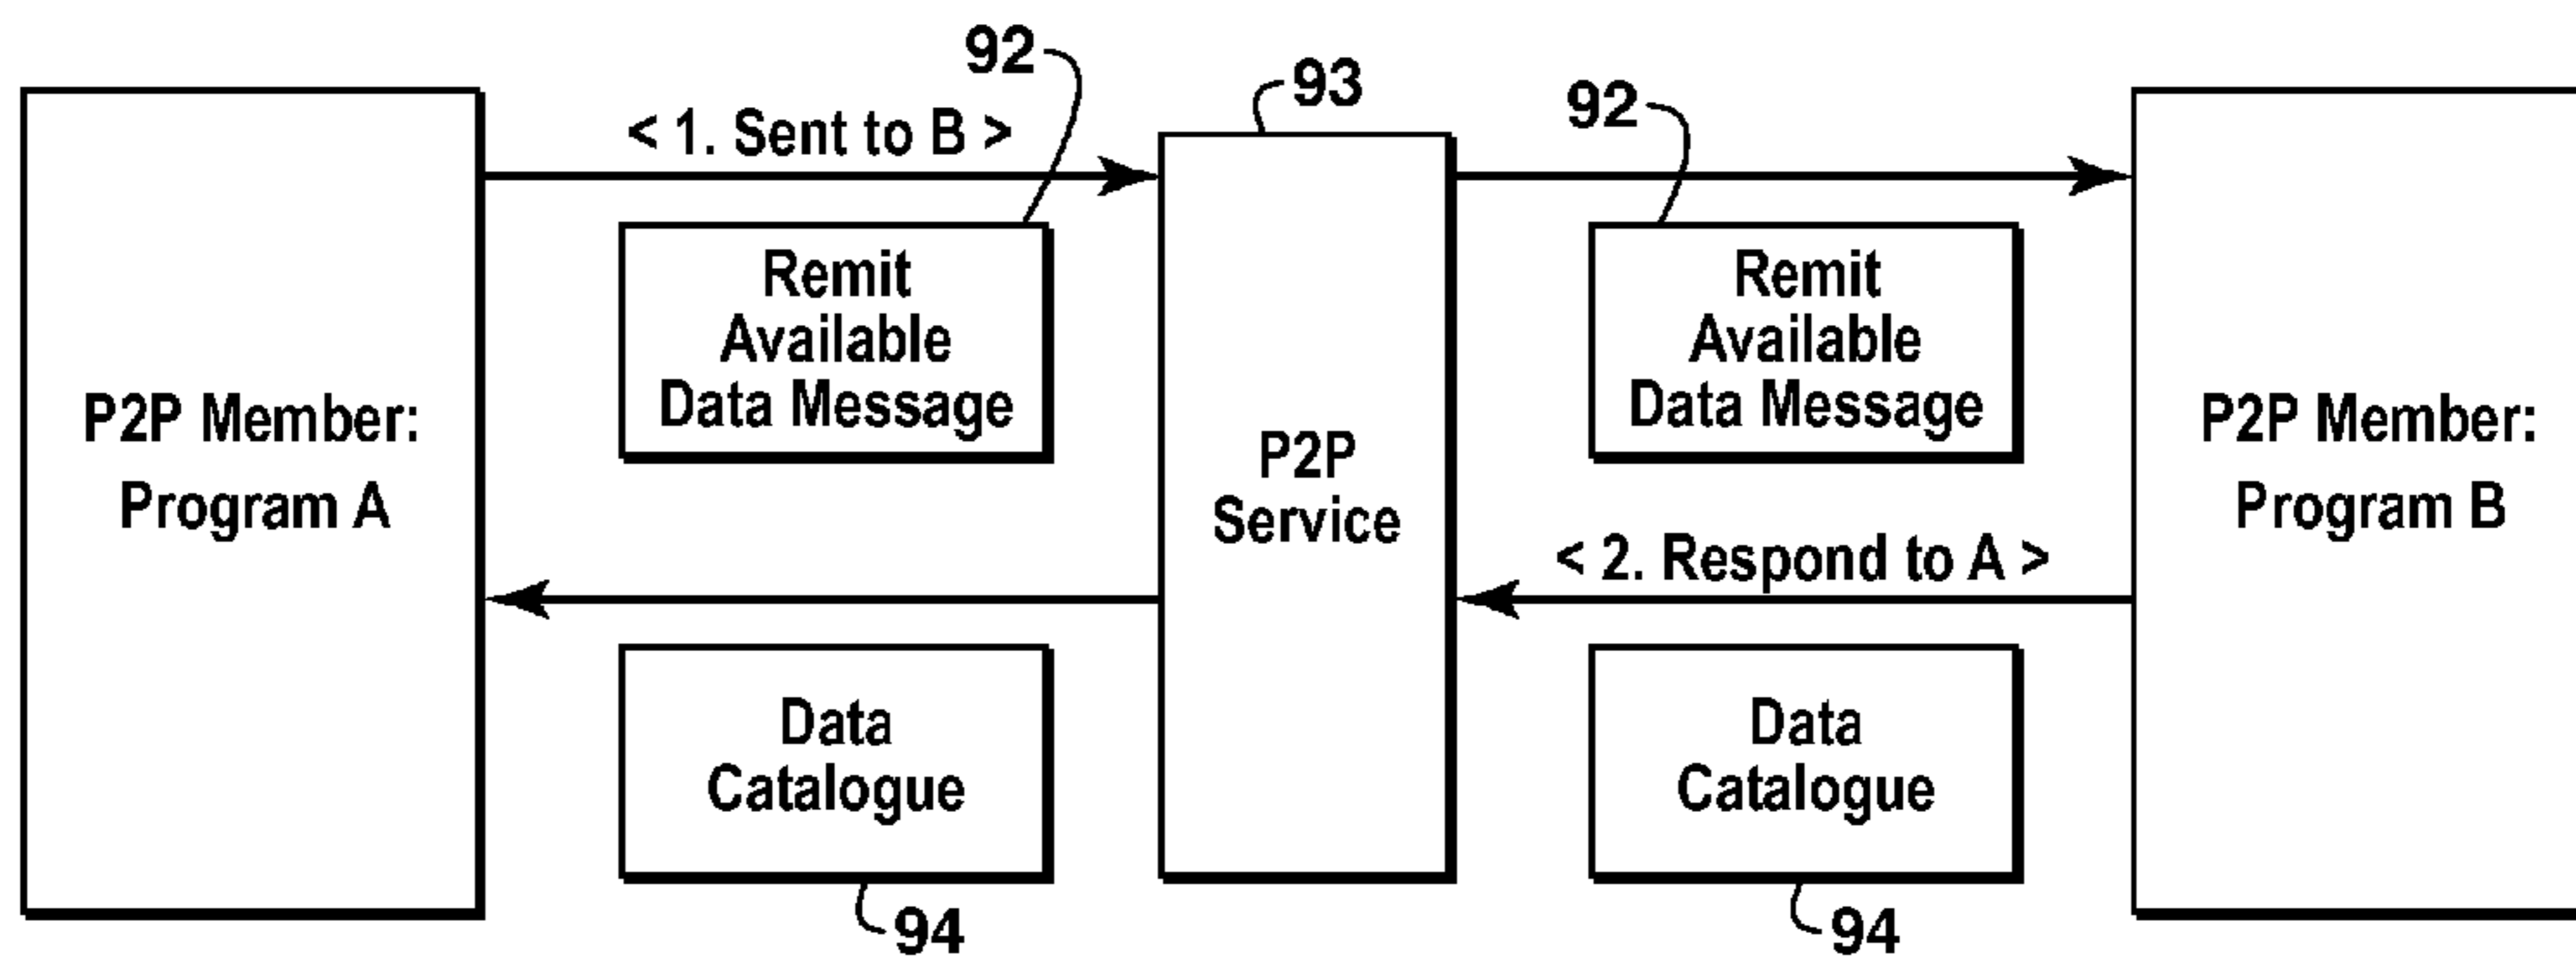 92
93
92
< 1. Sent to B >
Remit
Available
Data Message
Remit
Available
Data Message
P2P Member:
Program A
P2P
Service
P2P Member:
Program B
< 2. Respond to A >
Data
Catalogue
Data
Catalogue
94
94